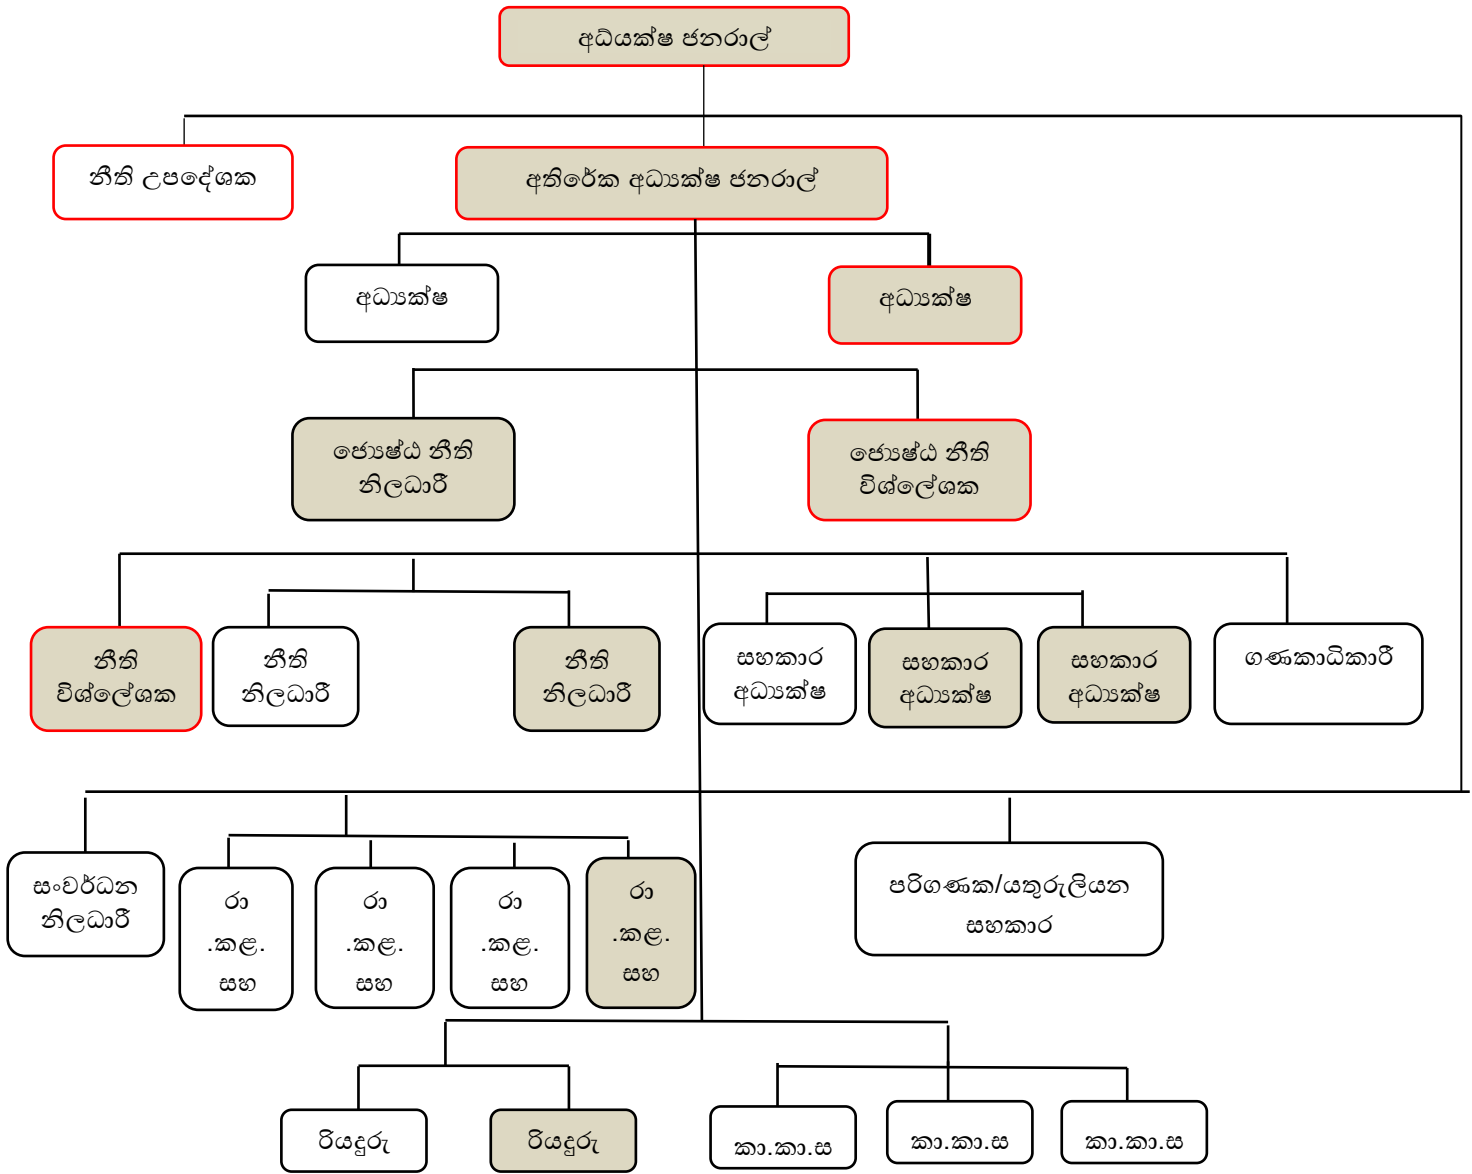 අධ්යක්ෂ ජනරාල්
නීති උපදේශක
අතිරේක අධ්‍යක්ෂ ජනරාල්
අධ්‍යක්ෂ
අධ්‍යක්ෂ
ජ්‍යෙෂ්ඨ නීති
නිලධාරී
ජ්‍යෙෂ්ඨ නීති
විශ්ලේශක
නීති
විශ්ලේශක
නීති
නිලධාරී
නීති
නිලධාරී
සහකාර
අධ්‍යක්ෂ
සහකාර
අධ්‍යක්ෂ
සහකාර
අධ්‍යක්ෂ
ගණකාධිකාරී
සංවර්ධන
නිලධාරී
රා
.කළ.
සහ
රා
.කළ.
සහ
රා
.කළ.
සහ
රා
.කළ.
සහ
පරිගණක/යතුරුලියන
සහකාර
රියදුරු
රියදුරු
කා.කා.ස
කා.කා.ස
කා.කා.ස